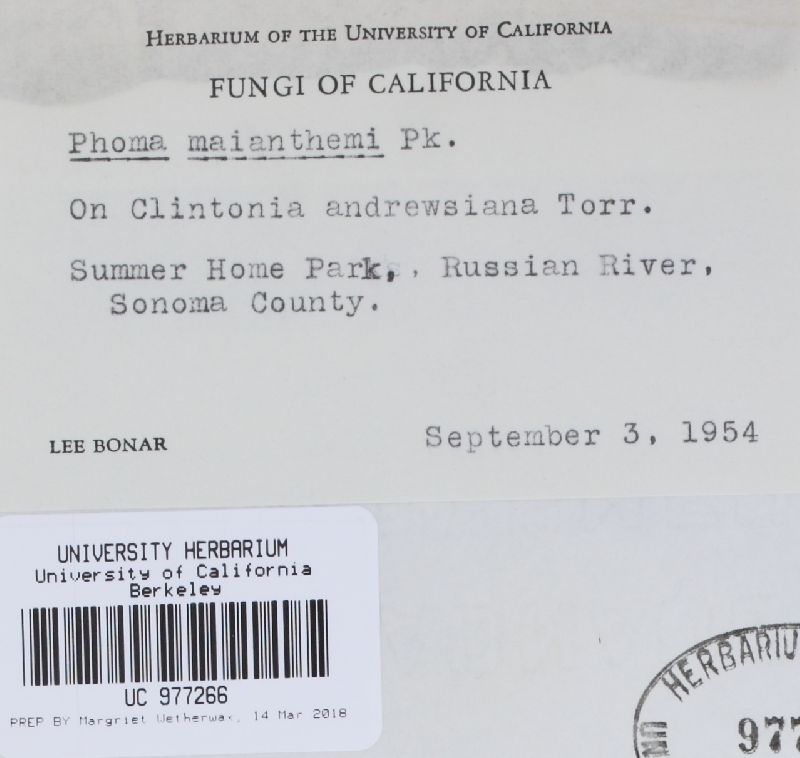 HERBARIUM OF THE UNIVERSITY OF CALIFORNIA
FUNGI OF CALIFORNIA
Phoma maianthemi Pk.
On Clintonia andrewsiana Torr.
Summer Home Park, , Russian River,
Sonoma County.
LEE BONAR
September 3, 1954
UNIVERSITY HERBARIUM
University of California
Berkeley
UC 977266
PREP BY Margriet Wetherwax, 14 Mar 2018
HERBARIU
UN
977